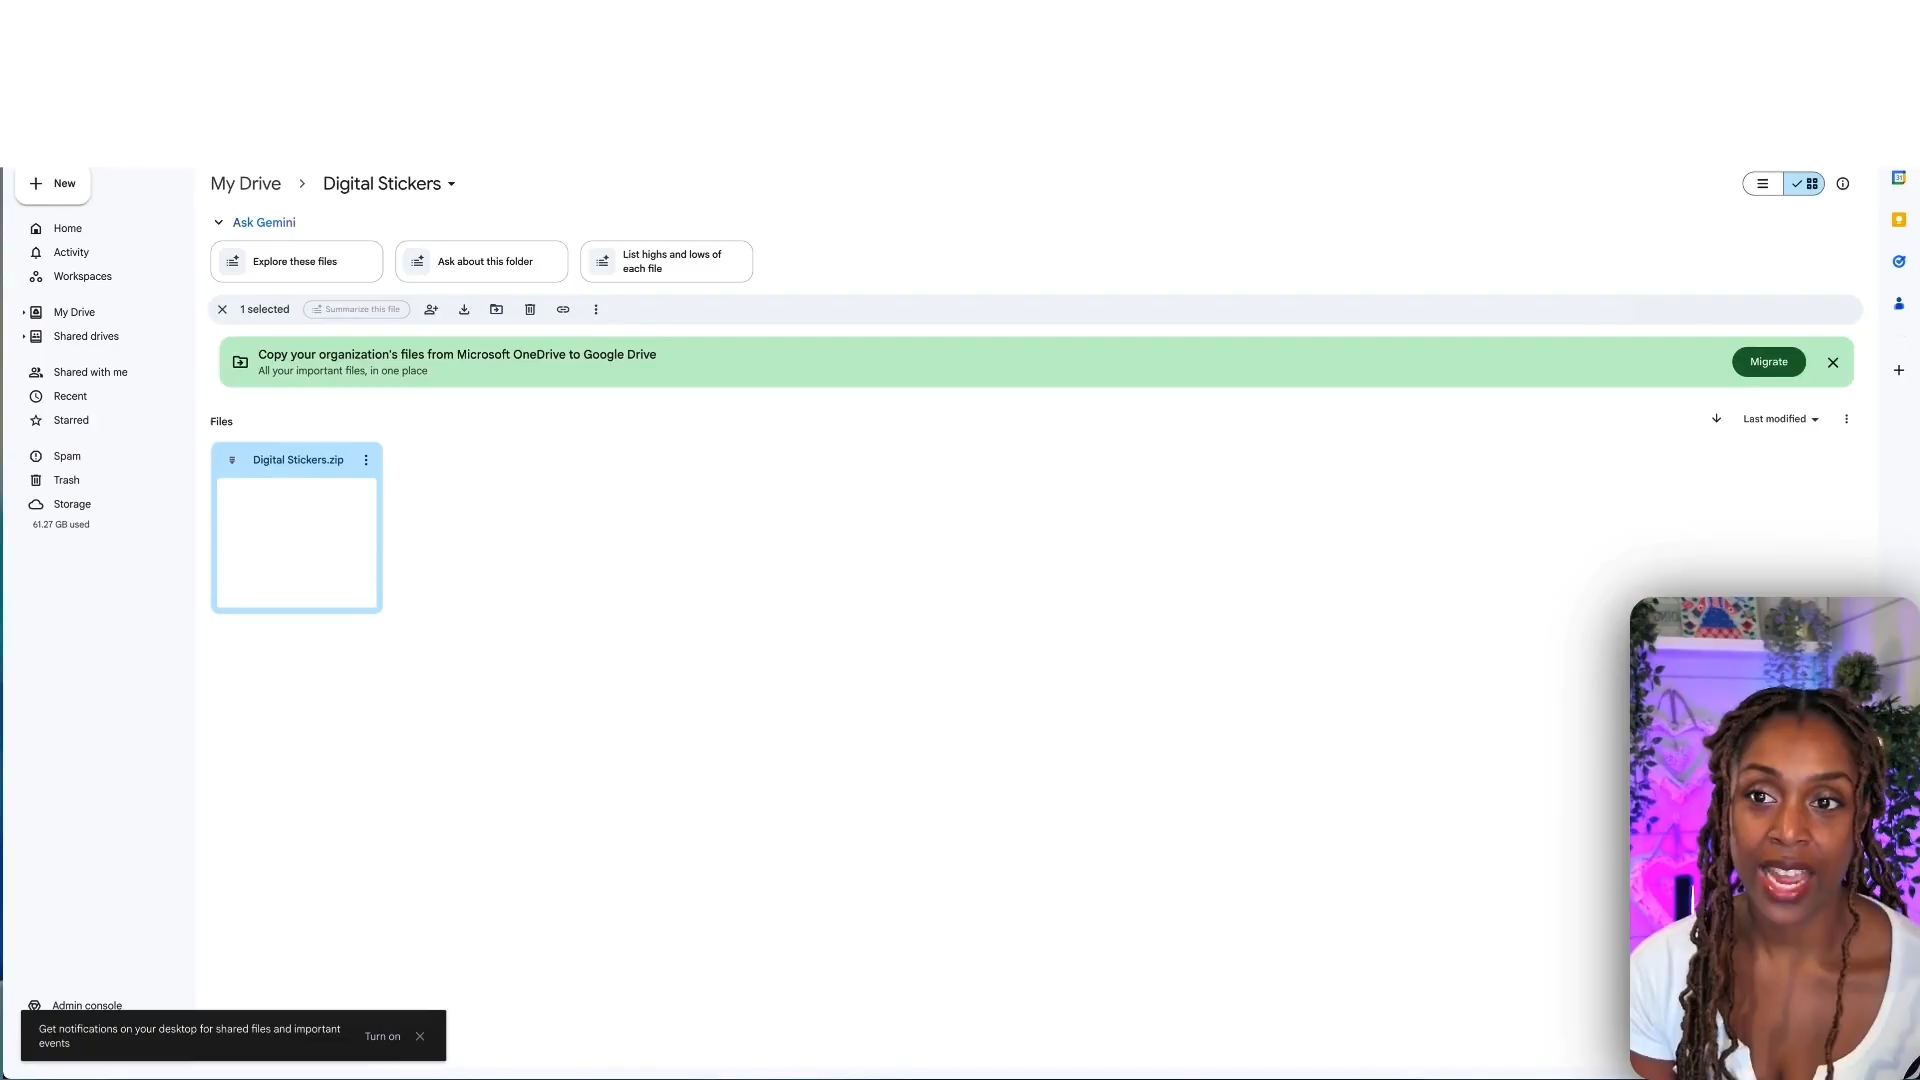 New
My Drive > Digital Stickers
Ask Gemini
Explore these files
Ask about this folder
List highs and lows of
each file
1 selected
Summarize this file
Copy your organization's files from Microsoft OneDrive to Google Drive
All your important files, in one place
Migrate
Files
Last modified
Digital Stickers.zip
Home
Activity
Workspaces
My Drive
Shared drives
Shared with me
Recent
Starred
Spam
Trash
Storage
61.27 GB used
Admin console
Get notifications on your desktop for shared files and important
events
Turn on
31